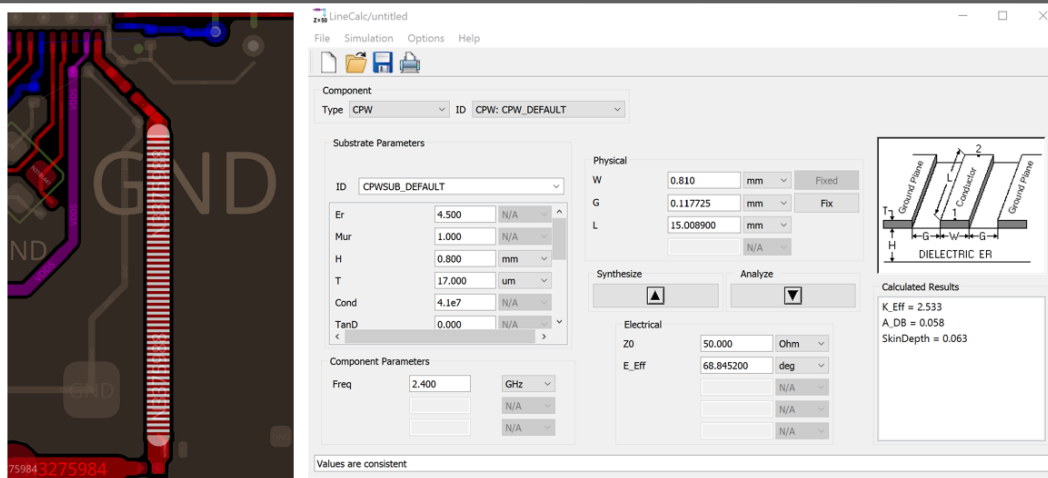 GND
ND
GND
VDDS
VDDS
75984 3275984
Z=50 LineCalc/untitled
File Simulation Options Help
Component
Type CPW ID CPW: CPW_DEFAULT
Substrate Parameters
ID CPWSUB_DEFAULT
Er 4.500 N/A
Mur 1.000 N/A
H 0.800 mm
T 17.000 um
Cond 4.1e7 N/A
TanD 0.000 N/A
Component Parameters
Freq 2.400 GHz
N/A
N/A
Physical
W 0.810 mm Fixed
G 0.117725 mm Fix
L 15.008900 mm
N/A
Synthesize Analyze
Electrical
Z0 50.000 Ohm
E_Eff 68.845200 deg
N/A
N/A
N/A
Ground Plane
Conductor
Ground Plane
L
1
2
T
H
G W G
DIELECTRIC ER
Calculated Results
K_Eff = 2.533
A_DB = 0.058
SkinDepth = 0.063
Values are consistent